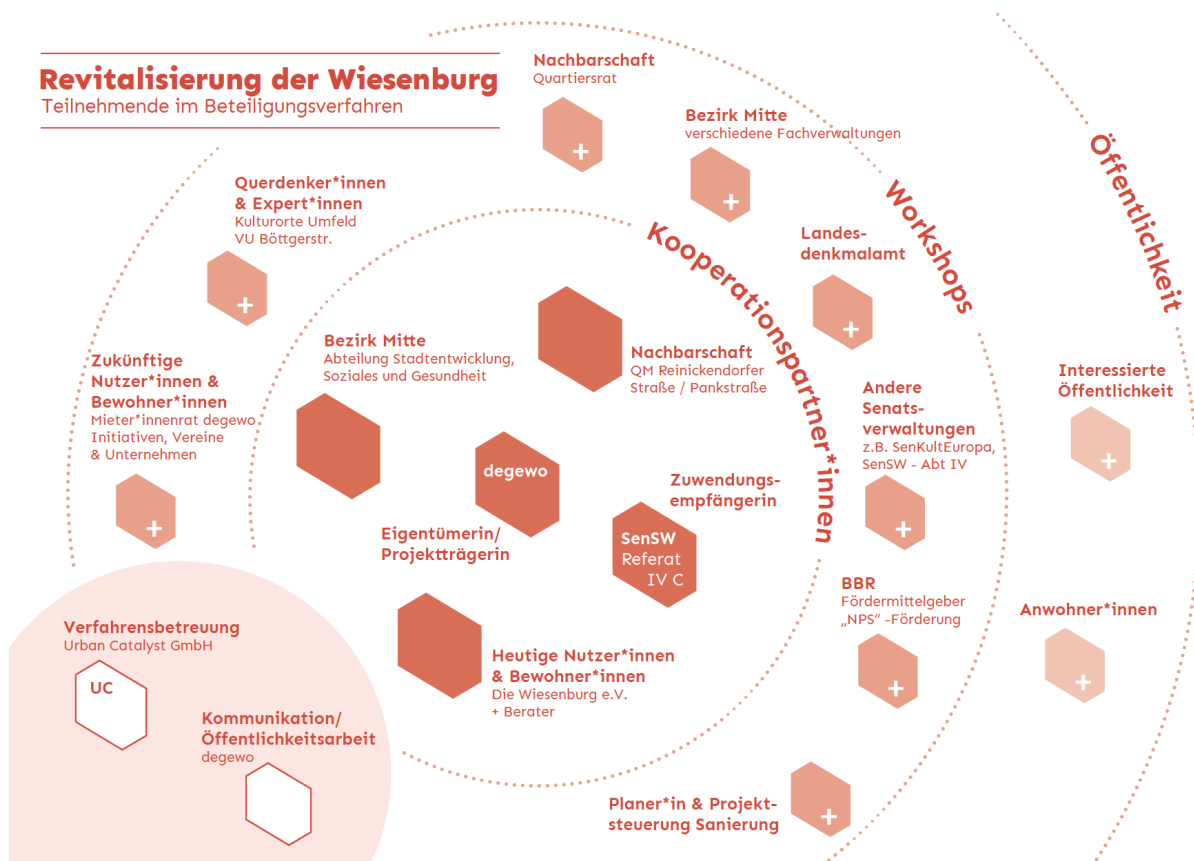 Revitalisierung der Wiesenburg
Teilnehmende im Beteiligungsverfahren
Nachbarschaft
Quartiersrat
+
Bezirk Mitte
verschiedene Fachverwaltungen
+
Öffentlichkeit
Workshops
Kooperationspartner*innen
Querdenker*innen
& Expert*innen
Kulturorte Umfeld
VU Böttgerstr.
+
Landes-
denkmalamt
+
Bezirk Mitte
Abteilung Stadtentwicklung,
Soziales und Gesundheit
Nachbarschaft
QM Reinickendorfer
Straße / Pankstraße
Zukünftige
Nutzer*innen &
Bewohner*innen
Mieter*innenrat degewo
Initiativen, Vereine
& Unternehmen
+
Andere
Senats-
verwaltungen
z.B. SenKultEuropa,
SenSW - Abt IV
+
Interessierte
Öffentlichkeit
+
degewo
Eigentümerin/
Projektträgerin
Zuwendungs-
empfängerin
SenSW
Referat
IV C
BBR
Fördermittelgeber
„NPS" -Förderung
+
Anwohner*innen
+
Heutige Nutzer*innen
& Bewohner*innen
Die Wiesenburg e.V.
+ Berater
Verfahrensbetreuung
Urban Catalyst GmbH
UC
Kommunikation/
Öffentlichkeitsarbeit
degewo
Planer*in & Projekt-
steuerung Sanierung
+